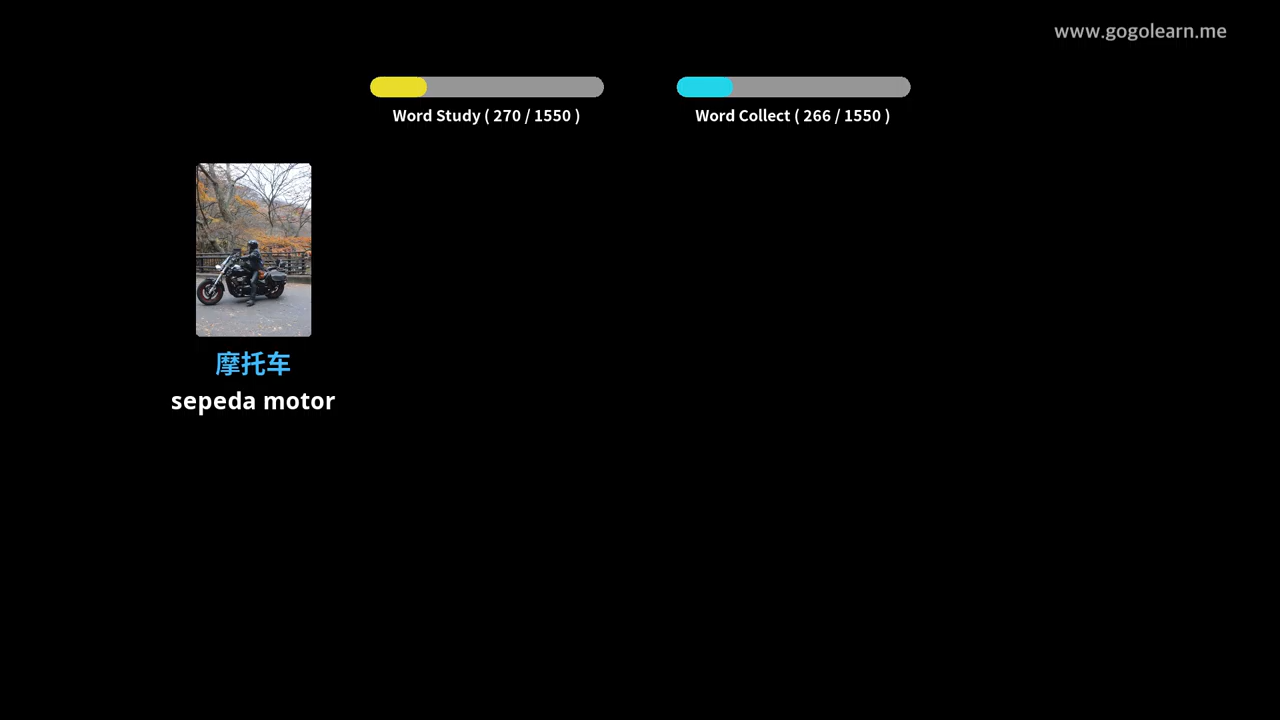 www.gogolearn.me
Word Study ( 270 / 1550 )
Word Collect ( 266 / 1550 )
摩托车
sepeda motor